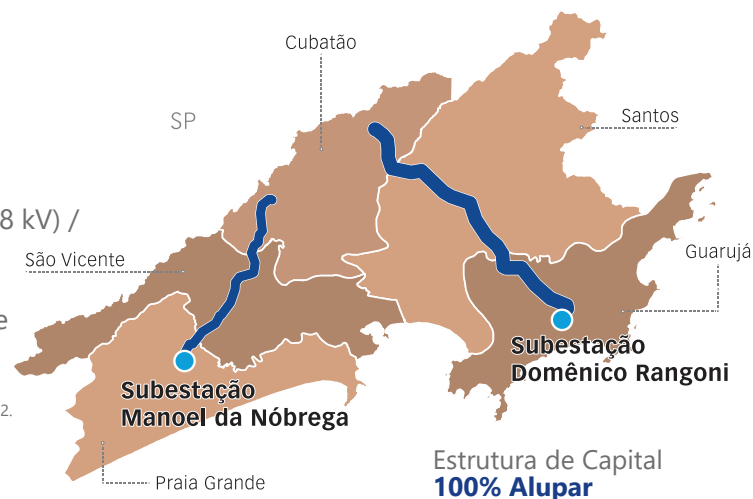 Cubatão
SP
Santos
8 kV) /
São Vicente
Guarujá
e
Subestação
Domênico Rangoni
Subestação
Manoel da Nóbrega
2.
Praia Grande
Estrutura de Capital
100% Alupar